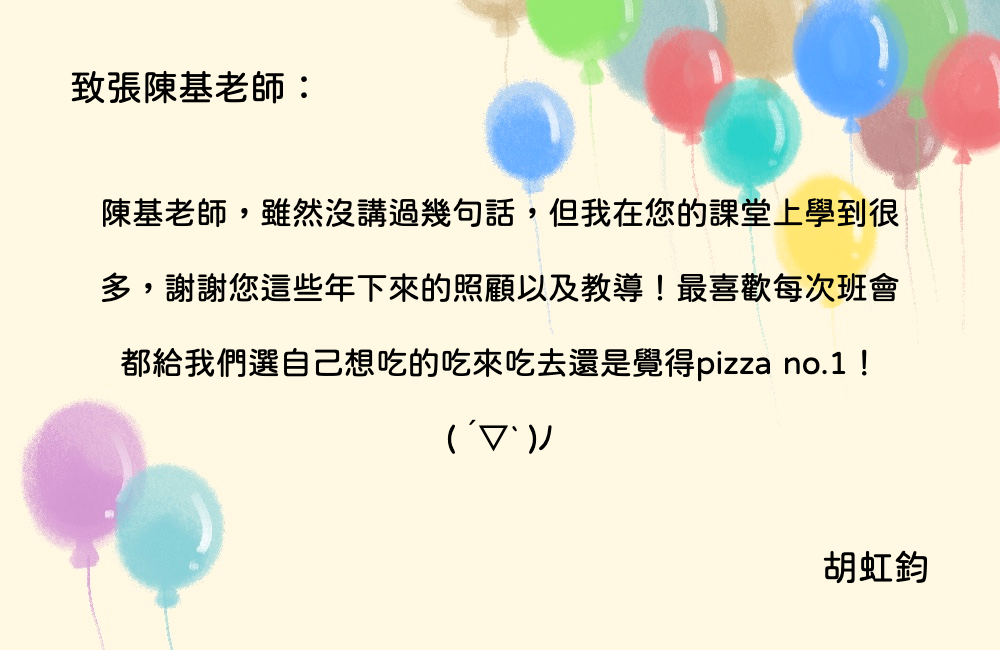 致張陳基老師：
陳基老師，雖然沒講過幾句話，但我在您的課堂上學到很
多，謝謝您這些年下來的照顧以及教導！最喜歡每次班會
都給我們選自己想吃的吃來吃去還是覺得pizza no.1！
( ´▽` )ﾉ
胡虹鈞